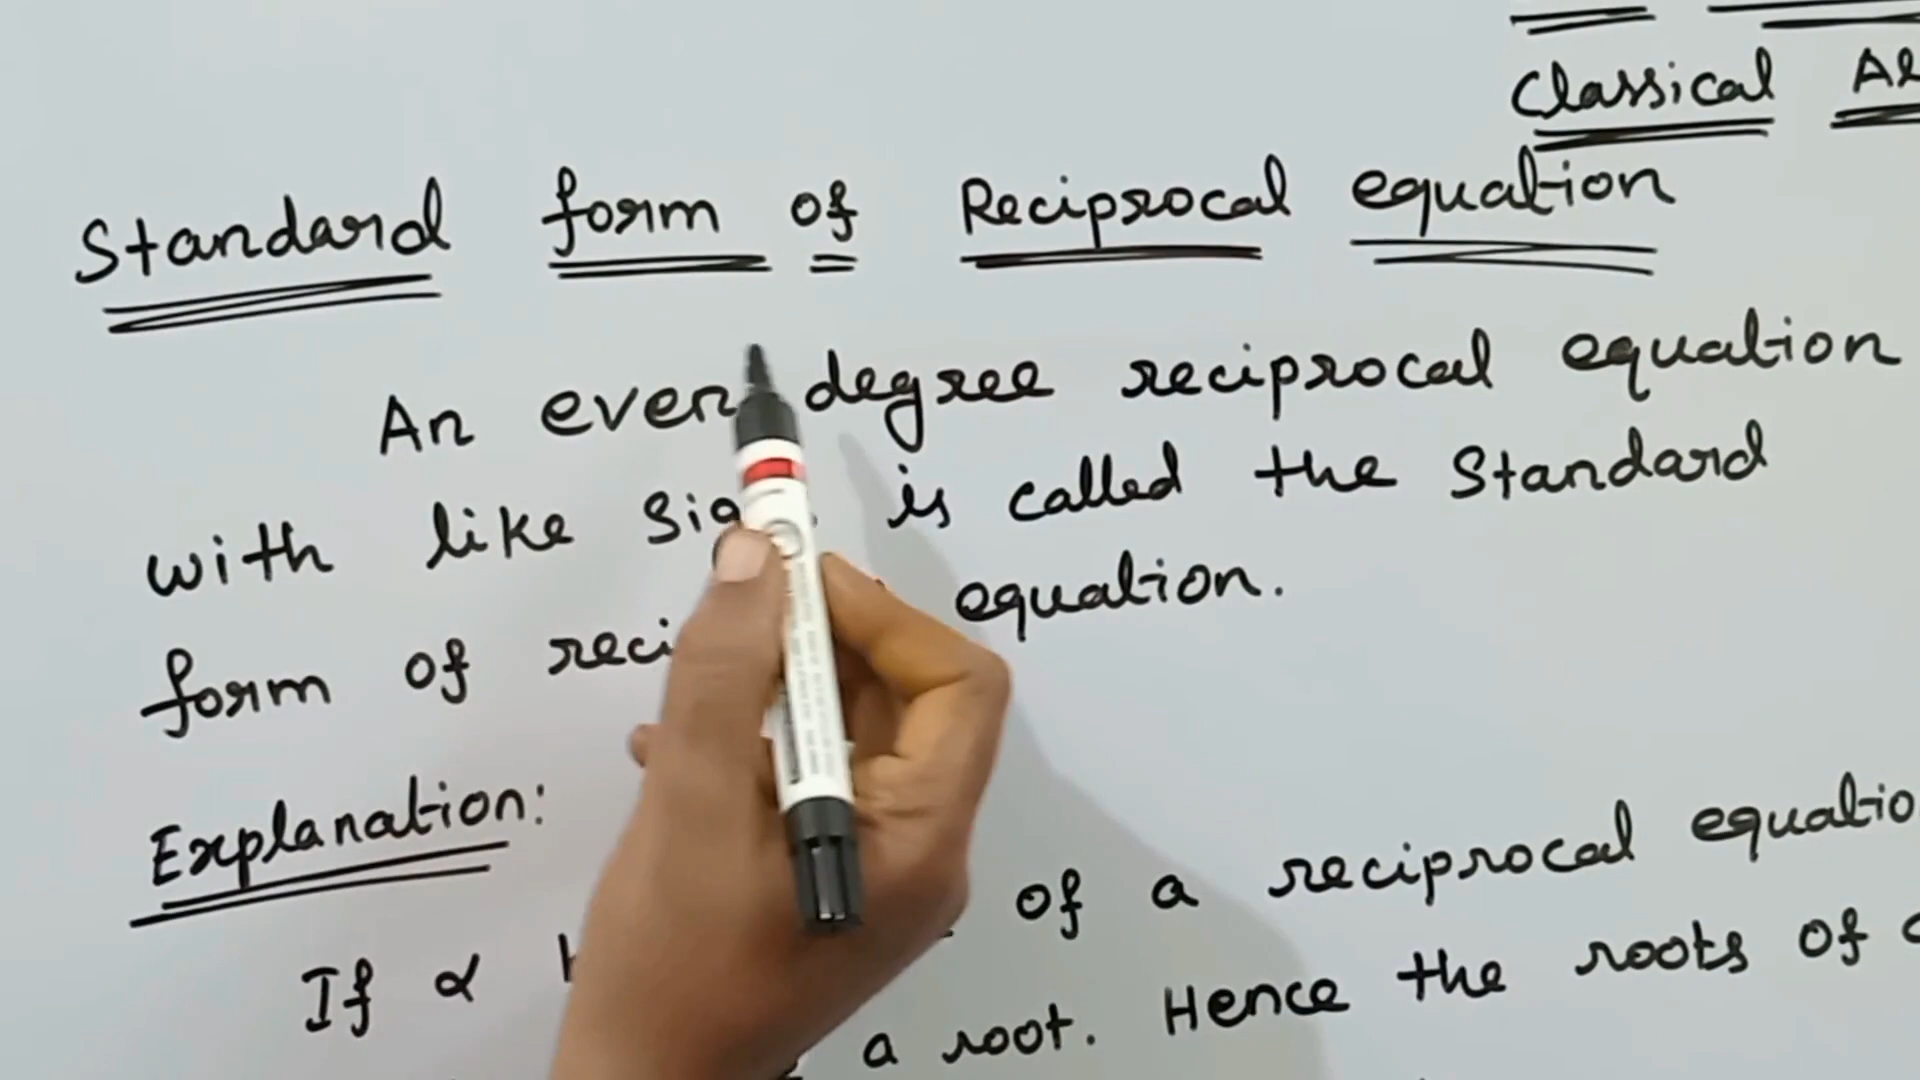 Classical
Standard form of Reciprocal equation
An even degree reciprocal equation
with like is called the Standard
form of equation.
Explanation:
If α of a reciprocal
a root. Hence the roots of